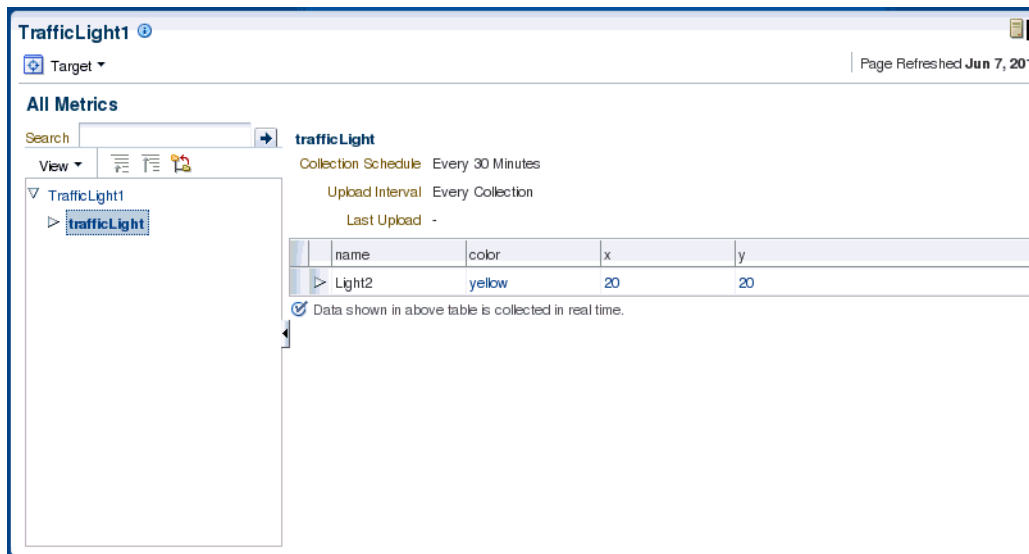 TrafficLight1
Target
Page Refreshed Jun 7, 201
All Metrics
Search
View
TrafficLight1
trafficLight
trafficLight
Collection Schedule Every 30 Minutes
Upload Interval Every Collection
Last Upload -
name color x y
Light2 yellow 20 20
Data shown in above table is collected in real time.